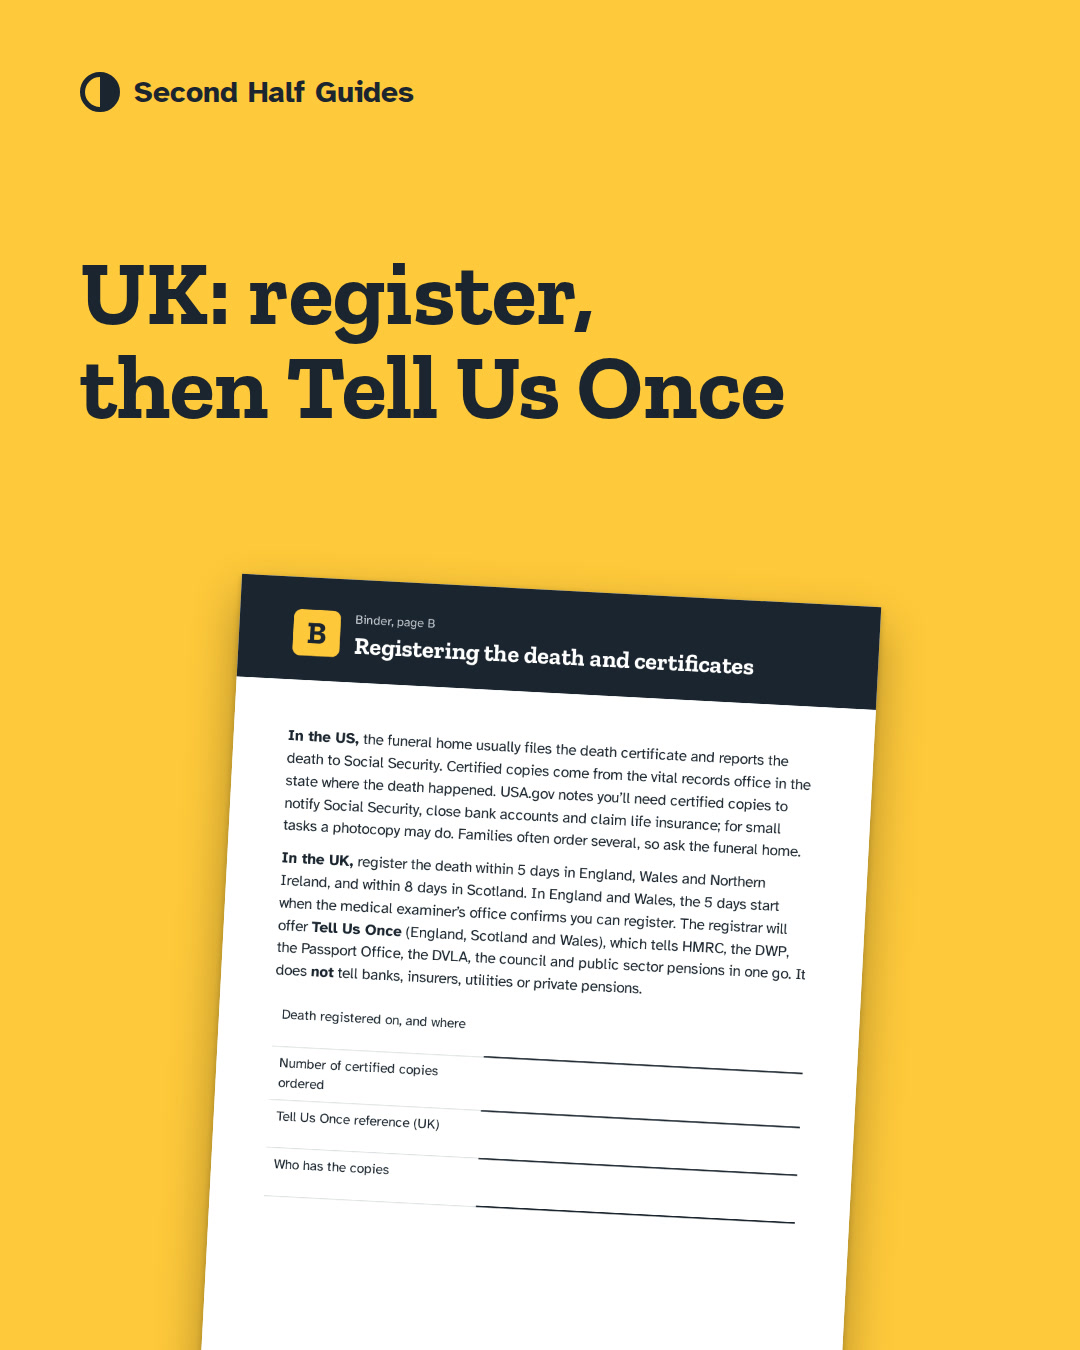 Second Half Guides
UK: register,
then Tell Us Once
B
Binder, page B
Registering the death and certificates
In the US, the funeral home usually files the death certificate and reports the
death to Social Security. Certified copies come from the vital records office in the
state where the death happened. USA.gov notes you’ll need certified copies to
notify Social Security, close bank accounts and claim life insurance; for small
tasks a photocopy may do. Families often order several, so ask the funeral home.
In the UK, register the death within 5 days in England, Wales and Northern
Ireland, and within 8 days in Scotland. In England and Wales, the 5 days start
when the medical examiner’s office confirms you can register. The registrar will
offer Tell Us Once (England, Scotland and Wales), which tells HMRC, the DWP,
the Passport Office, the DVLA, the council and public sector pensions in one go. It
does not tell banks, insurers, utilities or private pensions.
Death registered on, and where
Number of certified copies
ordered
Tell Us Once reference (UK)
Who has the copies